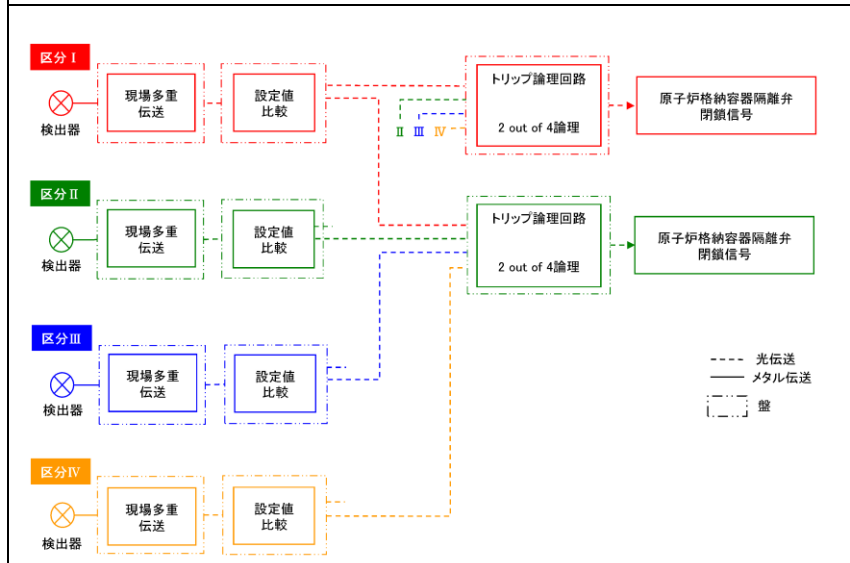 区分Ⅰ
検出器
現場多重
伝送
設定値
比較
Ⅱ Ⅲ Ⅳ
トリップ論理回路
2 out of 4論理
原子炉格納容器隔離弁
閉鎖信号
区分Ⅱ
検出器
現場多重
伝送
設定値
比較
トリップ論理回路
2 out of 4論理
原子炉格納容器隔離弁
閉鎖信号
区分Ⅲ
検出器
現場多重
伝送
設定値
比較
区分Ⅳ
検出器
現場多重
伝送
設定値
比較
光伝送
メタル伝送
盤